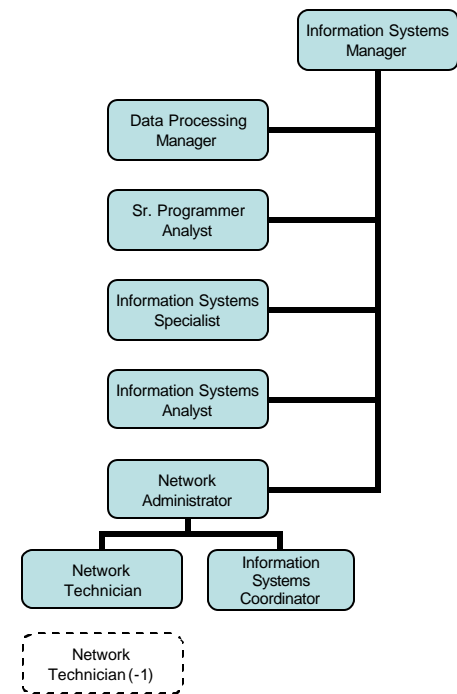 Information Systems
Manager
Data Processing
Manager
Sr. Programmer
Analyst
Information Systems
Specialist
Information Systems
Analyst
Network
Administrator
Network
Technician
Information
Systems
Coordinator
Network
Technician (-1)